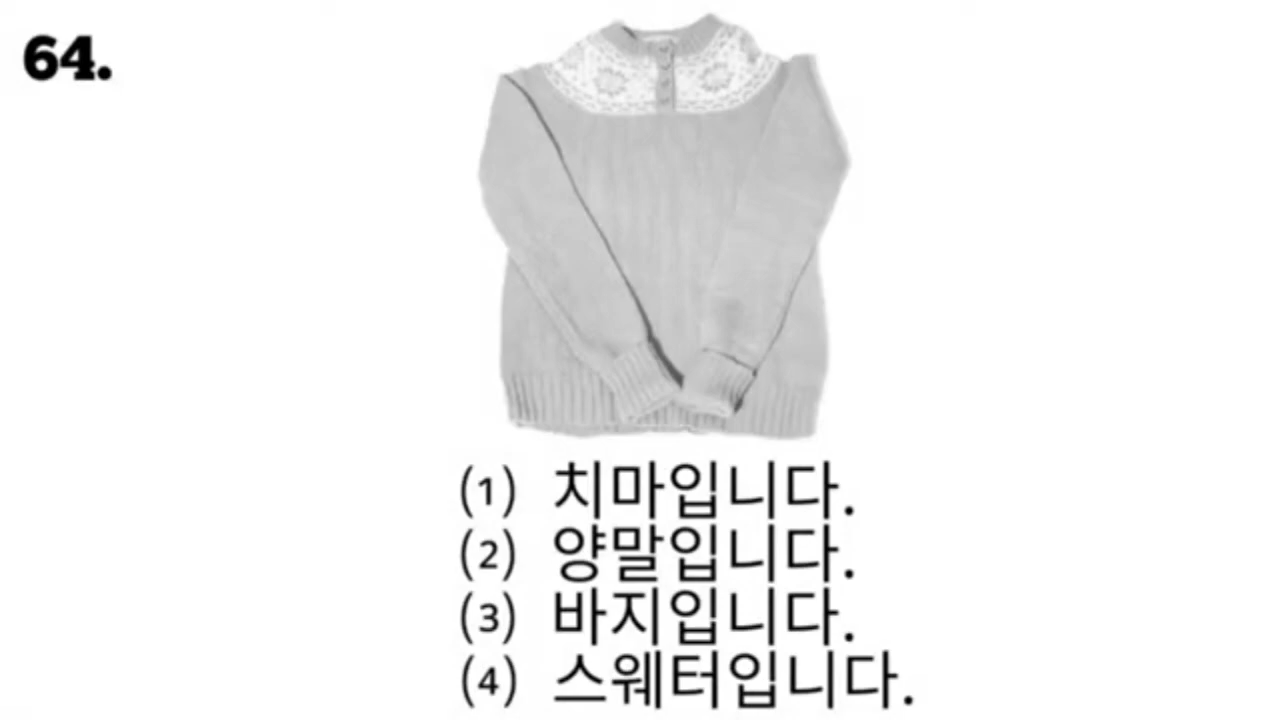 64.
(1) 치마입니다.
(2) 양말입니다.
(3) 바지입니다.
(4) 스웨터입니다.